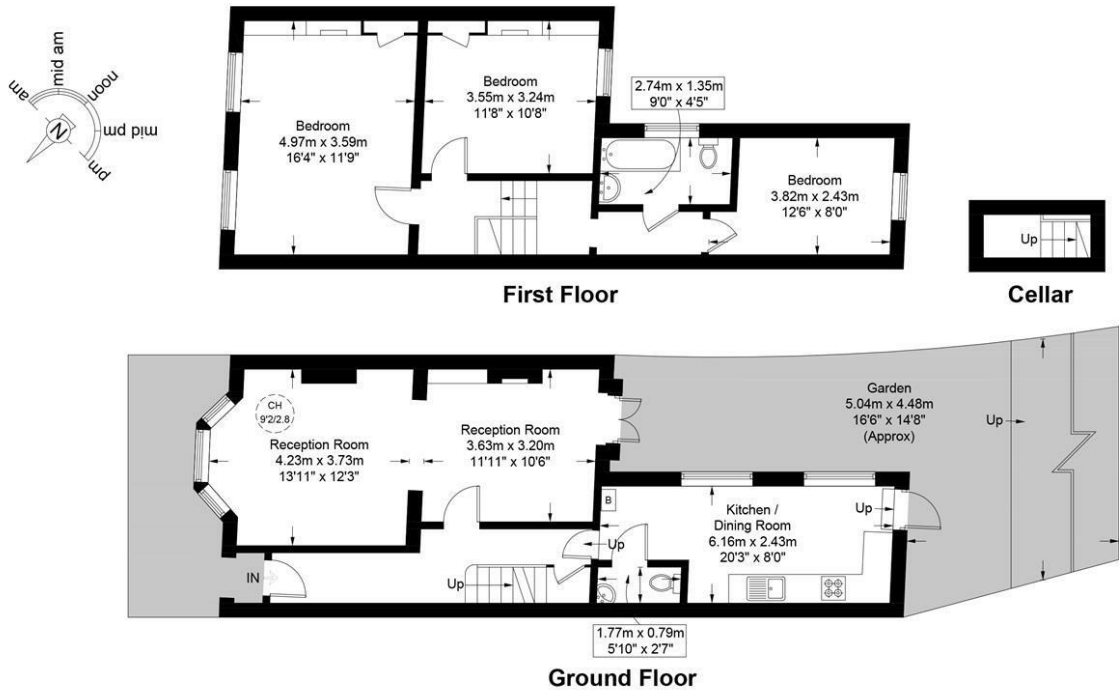 am
mid am
noon
mid pm
pm
N
Bedroom
4.97m x 3.59m
16'4" x 11'9"
Bedroom
3.55m x 3.24m
11'8" x 10'8"
2.74m x 1.35m
9'0" x 4'5"
Bedroom
3.82m x 2.43m
12'6" x 8'0"
Up
First Floor
Cellar
CH
9'2/2.8
Reception Room
4.23m x 3.73m
13'11" x 12'3"
Reception Room
3.63m x 3.20m
11'11" x 10'6"
Garden
5.04m x 4.48m
16'6" x 14'8"
(Approx)
Up
B
Kitchen /
Dining Room
6.16m x 2.43m
20'3" x 8'0"
Up
Up
IN
Up
1.77m x 0.79m
5'10" x 2'7"
Ground Floor